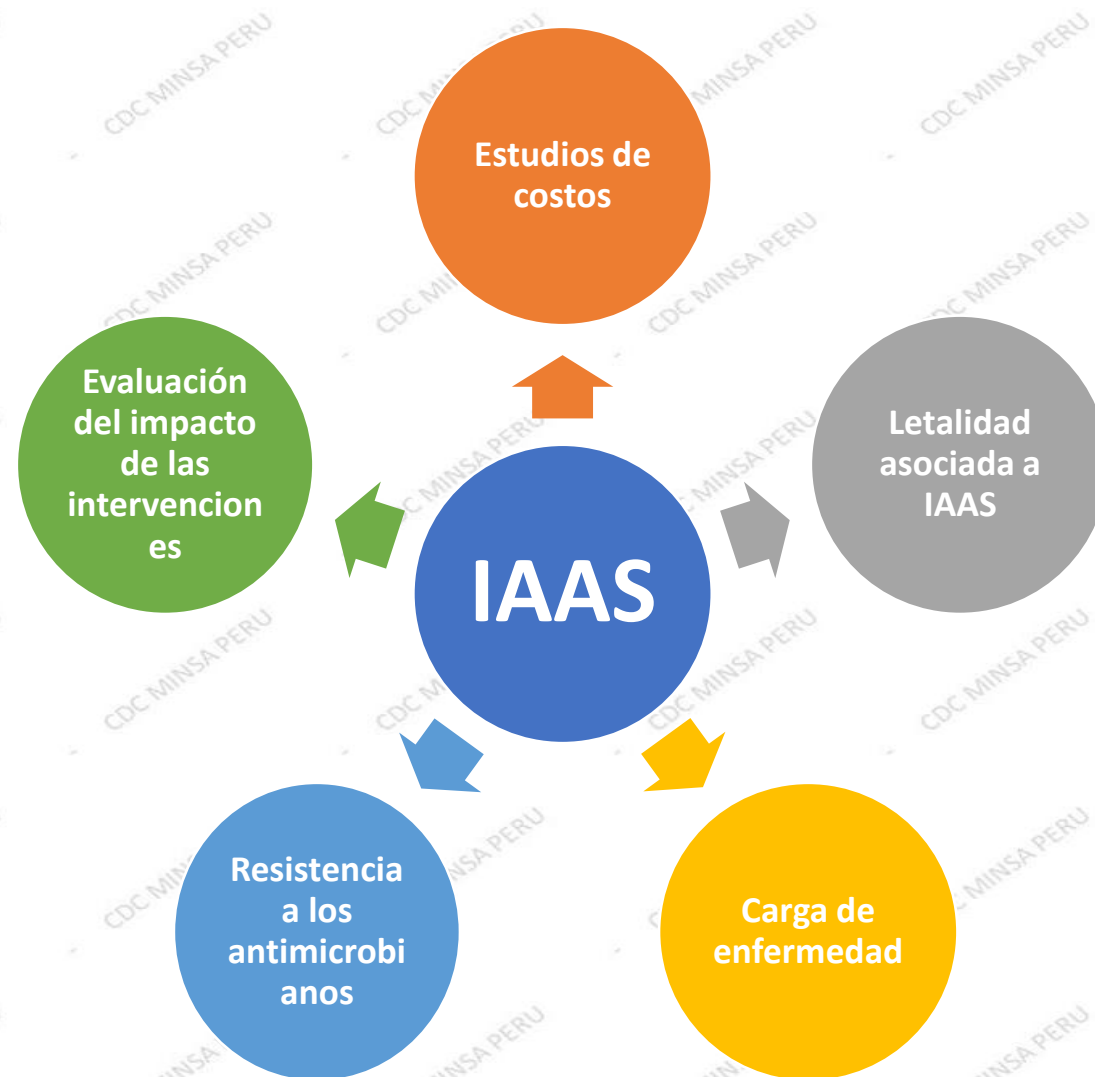 Estudios de
costos
Evaluación
del impacto
de las
intervencion
es
Letalidad
asociada a
IAAS
IAAS
Resistencia
a los
antimicrobi
anos
Carga de
enfermedad
CDC MINSA PERU